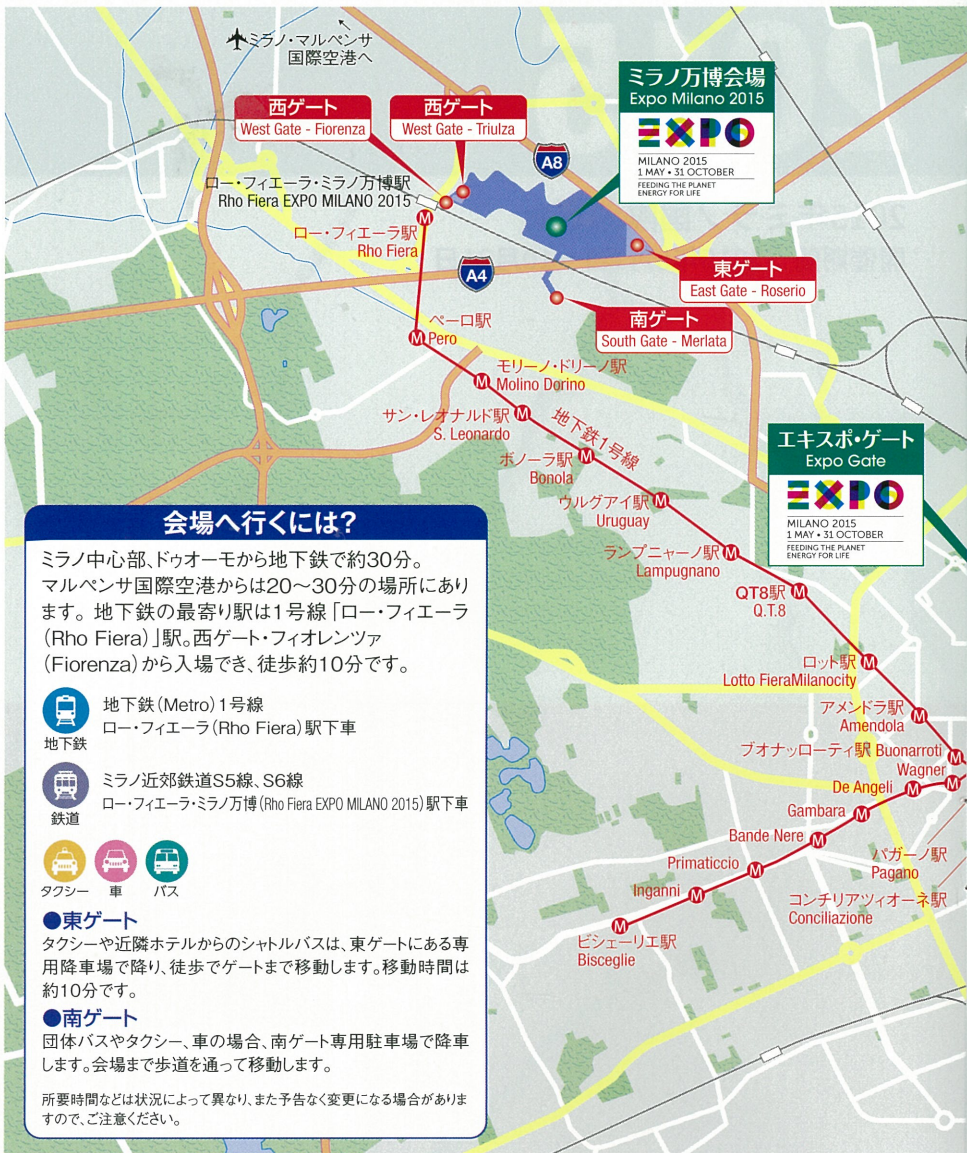 ミラノ・マルペンサ
国際空港へ
ミラノ万博会場
Expo Milano 2015
EXPO
MILANO 2015
1 MAY • 31 OCTOBER
FEEDING THE PLANET
ENERGY FOR LIFE
西ゲート
West Gate - Fiorenza
西ゲート
West Gate - Triulza
A8
ロー・フィエーラ・ミラノ万博駅
Rho Fiera EXPO MILANO 2015
ロー・フィエーラ駅
Rho Fiera
M
A4
東ゲート
East Gate - Roserio
南ゲート
South Gate - Merlata
ペーロ駅
M Pero
モリーノ・ドリーノ駅
M Molino Dorino
サン・レオナルド駅 M
S. Leonardo
地下鉄1号線
ボノーラ駅 M
Bonola
ウルグアイ駅 M
Uruguay
ランプニャーノ駅 M
Lampugnano
QT8駅 M
Q.T.8
エキスポ・ゲート
Expo Gate
EXPO
MILANO 2015
1 MAY • 31 OCTOBER
FEEDING THE PLANET
ENERGY FOR LIFE
ロット駅 M
Lotto FieraMilanocity
アメンドラ駅 M
Amendola
ブオナッローティ駅 Buonarroti M
Wagner M
De Angeli M
Gambara M
Bande Nere M
Primaticcio M
Inganni M
M
ビシェーリエ駅
Bisceglie
パガーノ駅
Pagano
コンチリアツィオーネ駅
Conciliazione
会場へ行くには?
ミラノ中心部、ドゥオーモから地下鉄で約30分。
マルペンサ国際空港からは20〜30分の場所にあり
ます。地下鉄の最寄り駅は1号線「ロー・フィエーラ
(Rho Fiera)」駅。西ゲート・フィオレンツァ
(Fiorenza)から入場でき、徒歩約10分です。
地下鉄
地下鉄(Metro)1号線
ロー・フィエーラ(Rho Fiera)駅下車
鉄道
ミラノ近郊鉄道S5線、S6線
ロー・フィエーラ・ミラノ万博(Rho Fiera EXPO MILANO 2015)駅下車
タクシー 車 バス
●東ゲート
タクシーや近隣ホテルからのシャトルバスは、東ゲートにある専
用降車場で降り、徒歩でゲートまで移動します。移動時間は
約10分です。
●南ゲート
団体バスやタクシー、車の場合、南ゲート専用駐車場で降車
します。会場まで歩道を通って移動します。
所要時間などは状況によって異なり、また予告なく変更になる場合がありま
すので、ご注意ください。